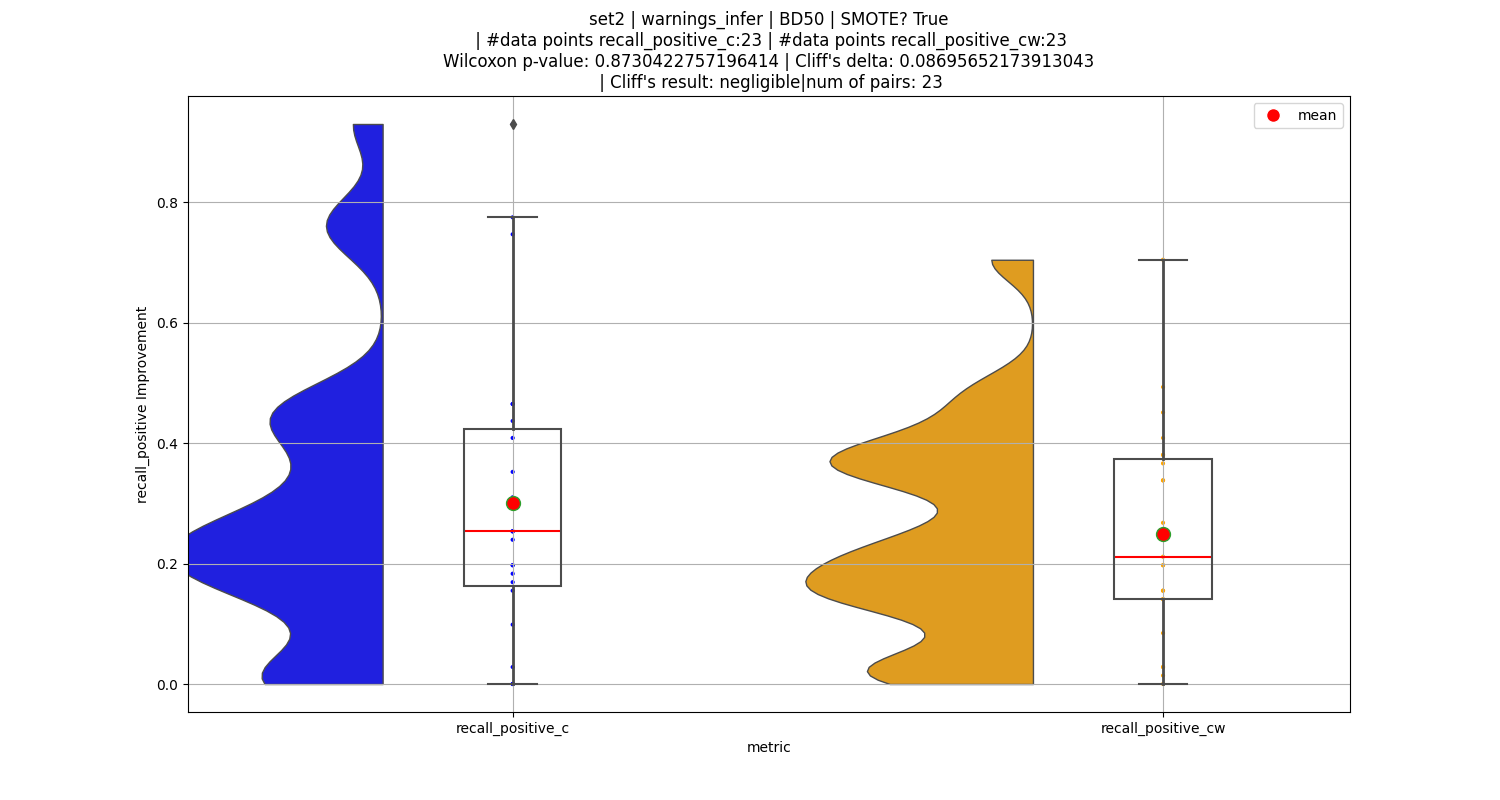 set2 | warnings_infer | BD50 | SMOTE? True
| #data points recall_positive_c:23 | #data points recall_positive_cw:23
Wilcoxon p-value: 0.8730422757196414 | Cliff's delta: 0.08695652173913043
| Cliff's result: negligible|num of pairs: 23
mean
0.8
0.6
0.4
0.2
0.0
recall_positive Improvement
recall_positive_c
recall_positive_cw
metric